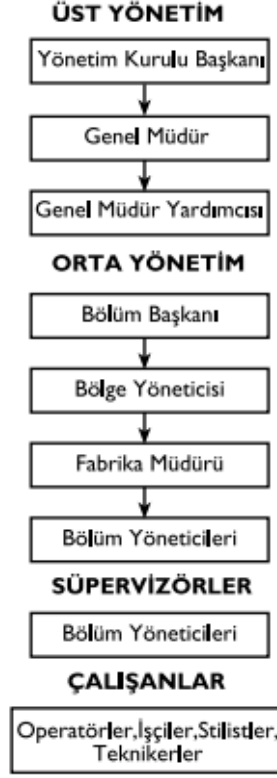 ÜST YÖNETİM
Yönetim Kurulu Başkanı
Genel Müdür
Genel Müdür Yardımcısı
ORTA YÖNETİM
Bölüm Başkanı
Bölge Yöneticisi
Fabrika Müdürü
Bölüm Yöneticileri
SÜPERVİZÖRLER
Bölüm Yöneticileri
ÇALIŞANLAR
Operatörler,İşçiler,Stilistler,
Teknikerler